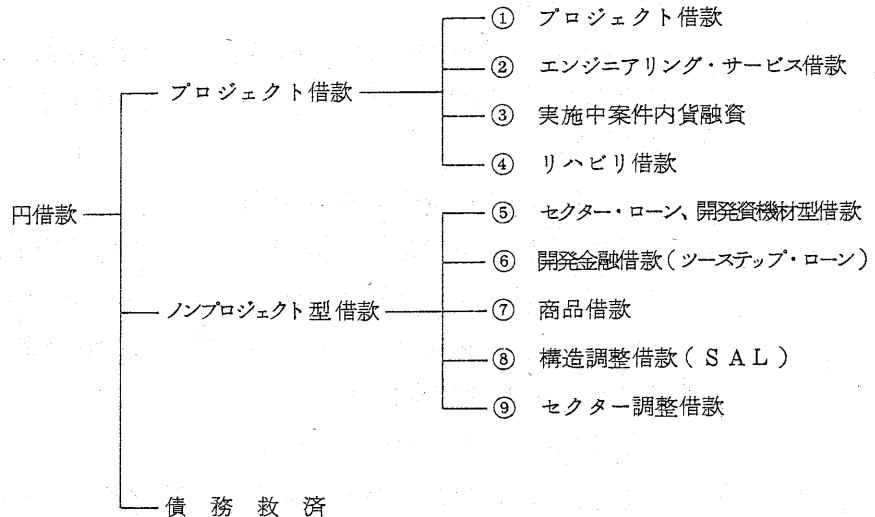 ① プロジェクト借款
② エンジニアリング・サービス借款
プロジェクト借款
③ 実施中案件内貨融資
④ リハビリ借款
円借款
⑤ セクター・ローン、開発資機材型借款
⑥ 開発金融借款(ツーステップ・ローン)
ノンプロジェクト型借款
⑦ 商品借款
⑧ 構造調整借款(SAL)
⑨ セクター調整借款
債務救済